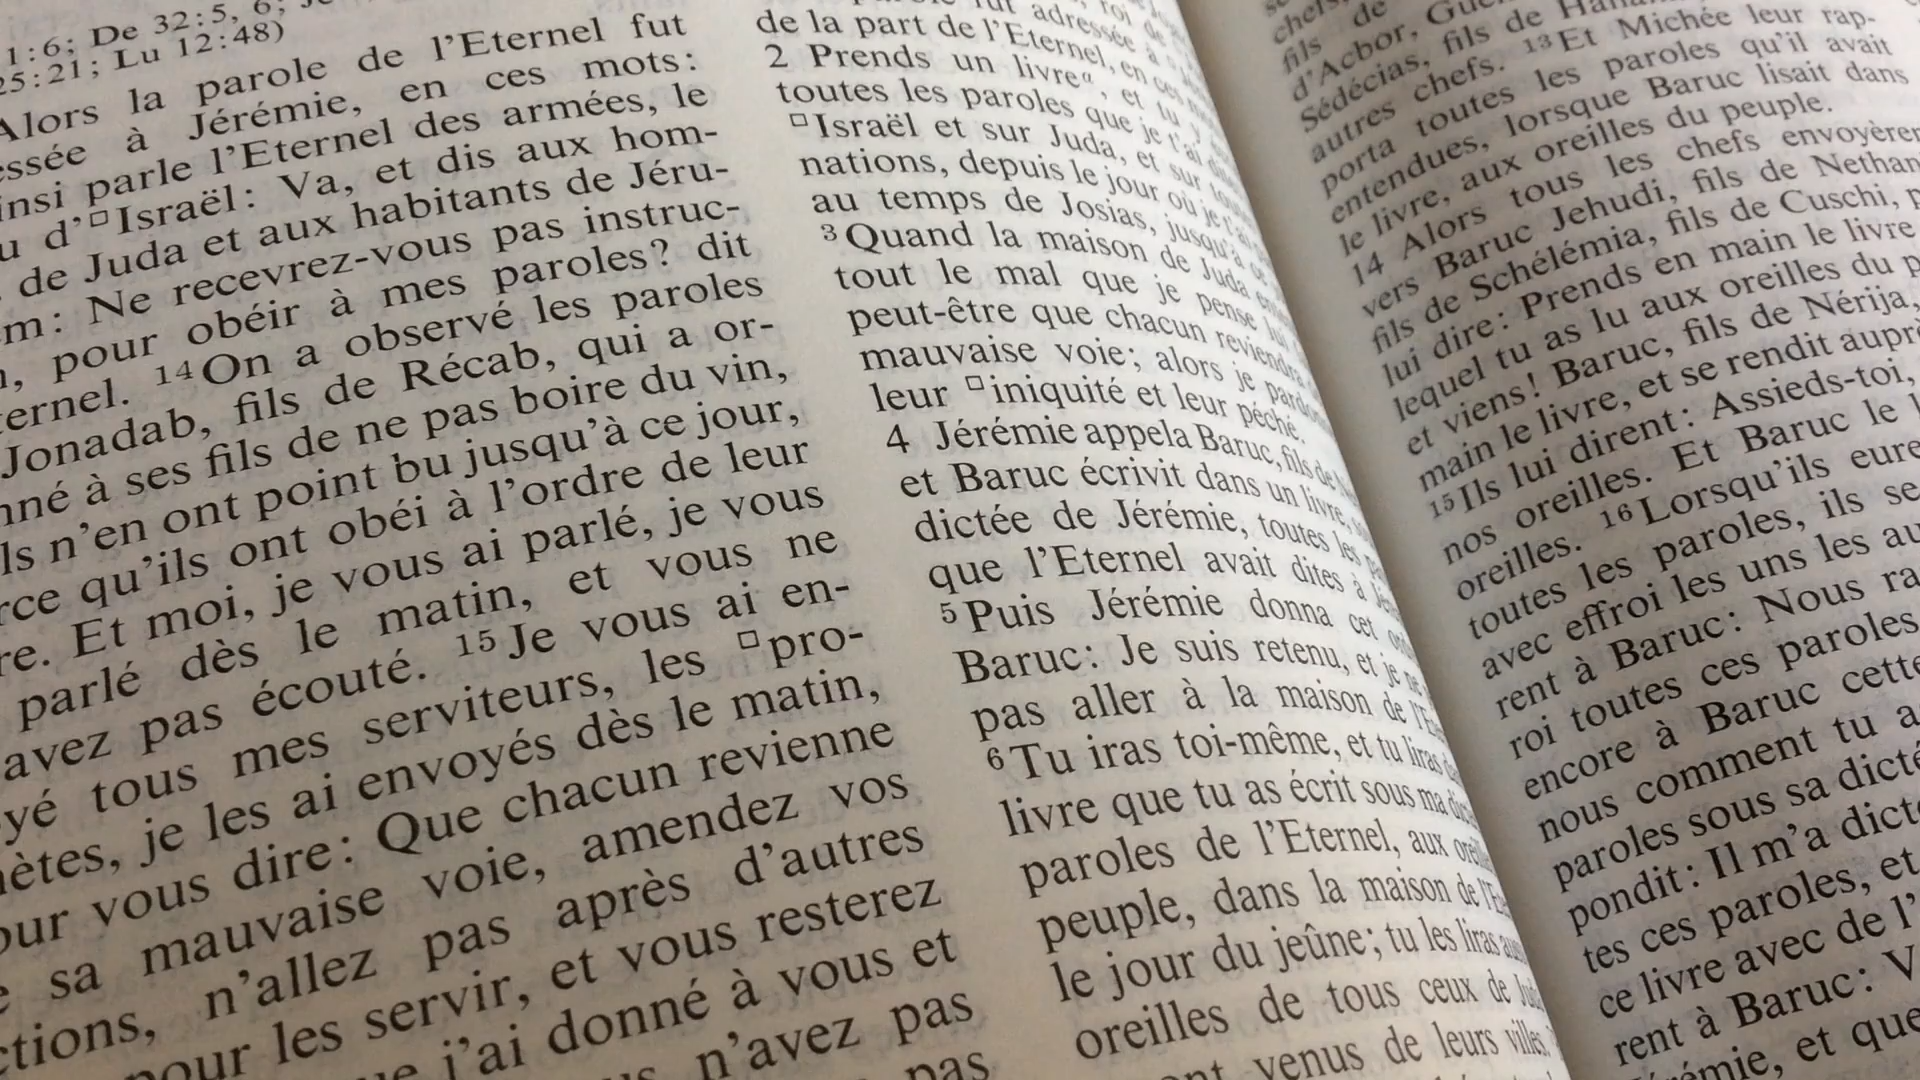 1:6; De 32:5, 6;
25:21; Lu 12:48)
Alors la parole de l'Eternel fut
essée à Jérémie, en ces mots:
insi parle l'Eternel des armées, le
u d'□Israël: Va, et dis aux hom-
de Juda et aux habitants de Jéru-
m: Ne recevrez-vous pas instruc-
, pour obéir à mes paroles? dit
ernel. 14 On a observé les paroles
Jonadab, fils de Récab, qui a or-
nné à ses fils de ne pas boire du vin,
ls n'en ont point bu jusqu'à ce jour,
rce qu'ils ont obéi à l'ordre de leur
re. Et moi, je vous ai parlé, je vous
parlé dès le matin, et vous ne
avez pas écouté. 15 Je vous ai en-
yé tous mes serviteurs, les □pro-
ètes, je les ai envoyés dès le matin,
our vous dire: Que chacun revienne
sa mauvaise voie, amendez vos
ctions, n'allez pas après d'autres
pour les servir, et vous resterez
j'ai donné à vous et
n'avez pas
pas
fut adressée à
de la part de l'Eternel, en ces
2 Prends un livreα, et tu y
toutes les paroles que je t'ai
□Israël et sur Juda, et sur
nations, depuis le jour où je t'ai
au temps de Josias, jusqu'à ce
3 Quand la maison de Juda
tout le mal que je pense lui
peut-être que chacun reviendra
mauvaise voie; alors je
leur □iniquité et leur péché.
4 Jérémie appela Baruc, fils de
et Baruc écrivit dans un livre,
dictée de Jérémie, toutes les
que l'Eternel avait dites à
5 Puis Jérémie donna cet
Baruc: Je suis retenu, et je ne
pas aller à la maison de
6 Tu iras toi-même, et tu liras
livre que tu as écrit sous ma
paroles de l'Eternel, aux
peuple, dans la maison de
le jour du jeûne; tu les liras
oreilles de tous ceux de
venus de leurs villes,
chefs,
fils de
d'Acbor,
Sédécias, fils de
autres chefs. 13 Et Michée leur rap-
porta toutes les paroles qu'il avait
entendues, lorsque Baruc lisait dans
le livre, aux oreilles du peuple.
14 Alors tous les chefs envoyèrent
vers Baruc Jehudi, fils de Nethan
fils de Schélémia, fils de Cuschi, p
lui dire: Prends en main le livre
lequel tu as lu aux oreilles du p
et viens! Baruc, fils de Nérija,
main le livre, et se rendit auprè
15 Ils lui dirent: Assieds-toi,
nos oreilles. Et Baruc le l
oreilles. 16 Lorsqu'ils eure
toutes les paroles, ils se
avec effroi les uns les au
rent à Baruc: Nous ra
roi toutes ces paroles.
encore à Baruc cette
nous comment tu a
paroles sous sa dicté
pondit: Il m'a dicté
tes ces paroles, et
ce livre avec de l'
rent à Baruc: V
rémie, et que